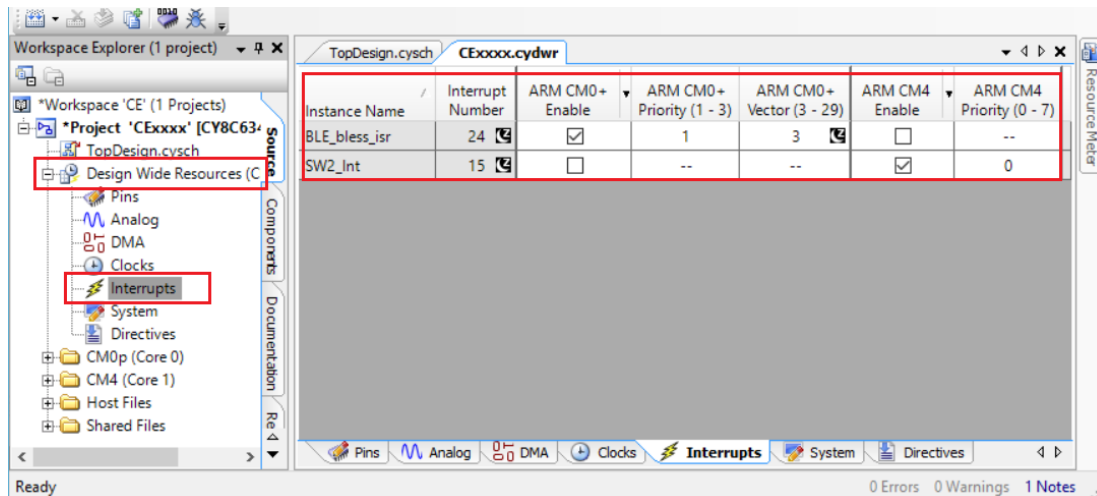 Workspace Explorer (1 project)
*Workspace 'CE' (1 Projects)
*Project 'CExxxx' [CY8C634
TopDesign.cysch
Design Wide Resources (C
Pins
Analog
DMA
Clocks
Interrupts
System
Directives
CM0p (Core 0)
CM4 (Core 1)
Host Files
Shared Files
Source
Components
Documentation
Re
TopDesign.cysch CExxxx.cydwr
Instance Name Interrupt Number ARM CM0+ Enable ARM CM0+ Priority (1 - 3) ARM CM0+ Vector (3 - 29) ARM CM4 Enable ARM CM4 Priority (0 - 7)
BLE_bless_isr 24 1 3 --
SW2_Int 15 -- -- 0
Pins Analog DMA Clocks Interrupts System Directives
Resource Meter
Ready 0 Errors 0 Warnings 1 Notes